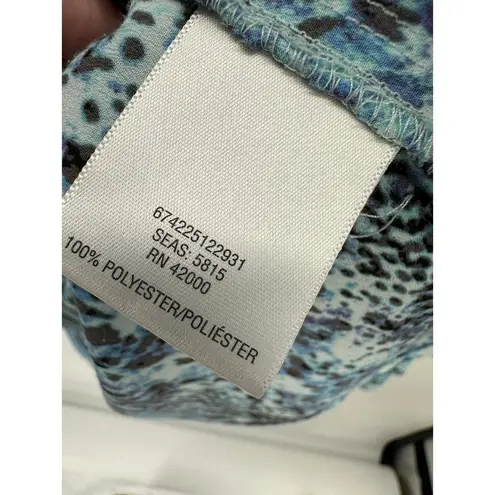 674225122931
SEAS: 5815
RN 42000
100% POLYESTER/POLIÉSTER